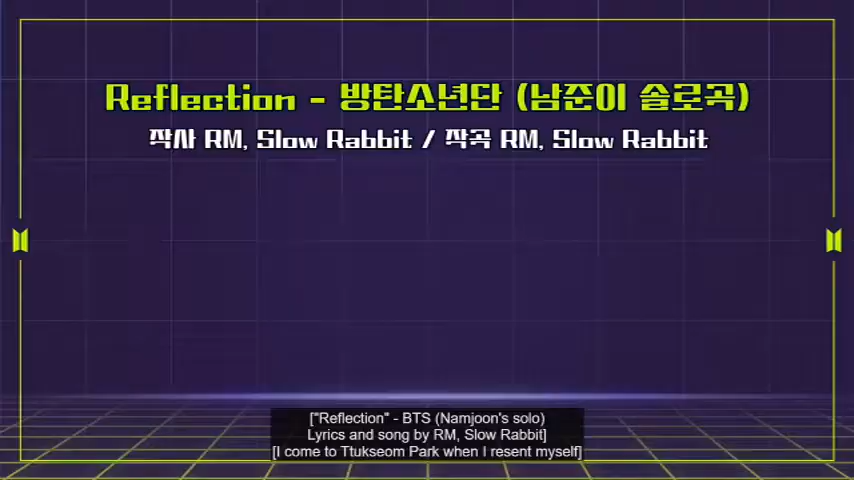 Reflection - 방탄소년단 (남준이 솔로곡)
작사 RM, Slow Rabbit / 작곡 RM, Slow Rabbit
["Reflection" - BTS (Namjoon's solo)
Lyrics and song by RM, Slow Rabbit]
[I come to Ttukseom Park when I resent myself]